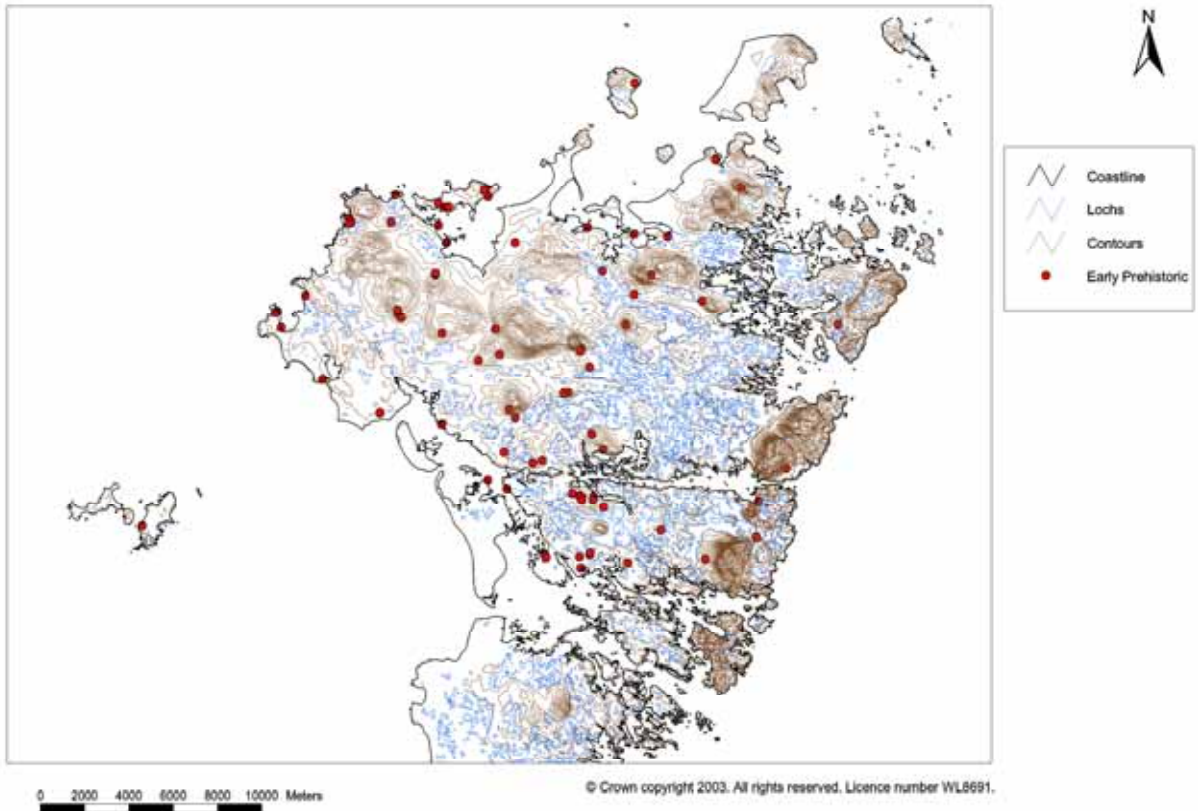 N
Coastline
Lochs
Contours
Early Prehistoric
0 2000 4000 6000 8000 10000 Meters
© Crown copyright 2003. All rights reserved. Licence number WL8691.